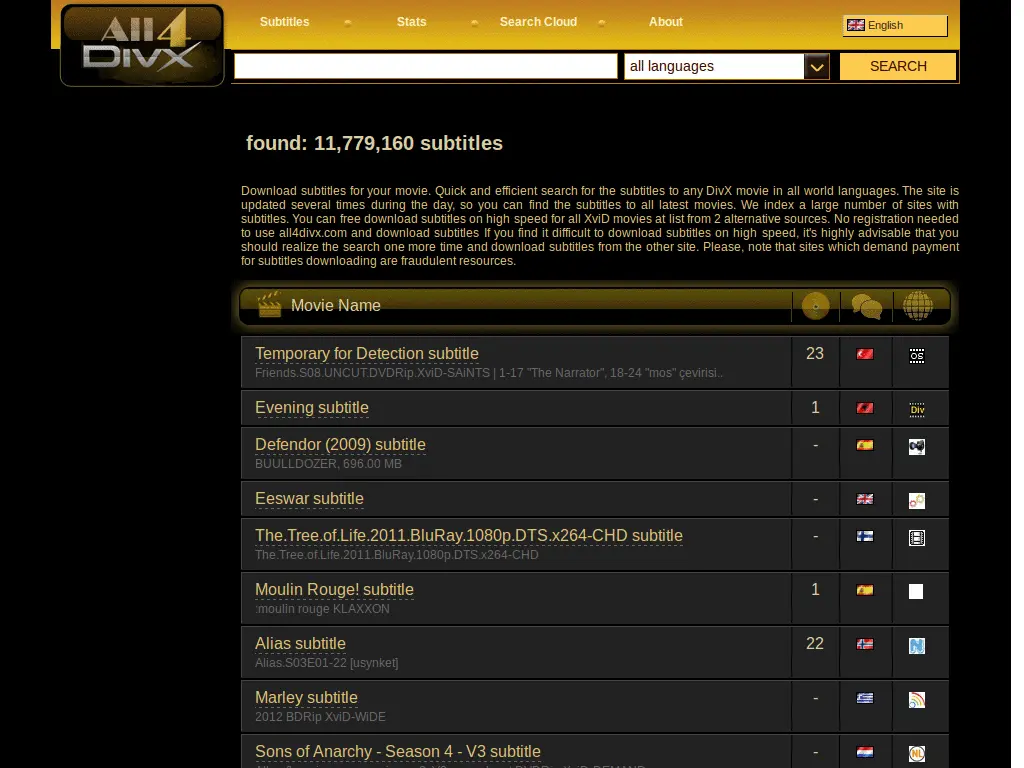 All4
DivX
Subtitles
Stats
Search Cloud
About
English
all languages
SEARCH
found: 11,779,160 subtitles
Download subtitles for your movie. Quick and efficient search for the subtitles to any DivX movie in all world languages. The site is
updated several times during the day, so you can find the subtitles to all latest movies. We index a large number of sites with
subtitles. You can free download subtitles on high speed for all XviD movies at list from 2 alternative sources. No registration needed
to use all4divx.com and download subtitles If you find it difficult to download subtitles on high speed, it's highly advisable that you
should realize the search one more time and download subtitles from the other site. Please, note that sites which demand payment
for subtitles downloading are fraudulent resources.
Movie Name
Temporary for Detection subtitle
23
OS
Friends.S08.UNCUT.DVDRip.XviD-SAiNTS | 1-17 "The Narrator", 18-24 "mos" çevirisi..
Evening subtitle
1
Div
Defendor (2009) subtitle
-
BUULLDOZER, 696.00 MB
Eeswar subtitle
-
The.Tree.of.Life.2011.BluRay.1080p.DTS.x264-CHD subtitle
-
The.Tree.of.Life.2011.BluRay.1080p.DTS.x264-CHD
Moulin Rouge! subtitle
1
:moulin rouge KLAXXON
Alias subtitle
22
N
Alias.S03E01-22 [usynket]
Marley subtitle
-
2012 BDRip XviD-WiDE
Sons of Anarchy - Season 4 - V3 subtitle
-
NL